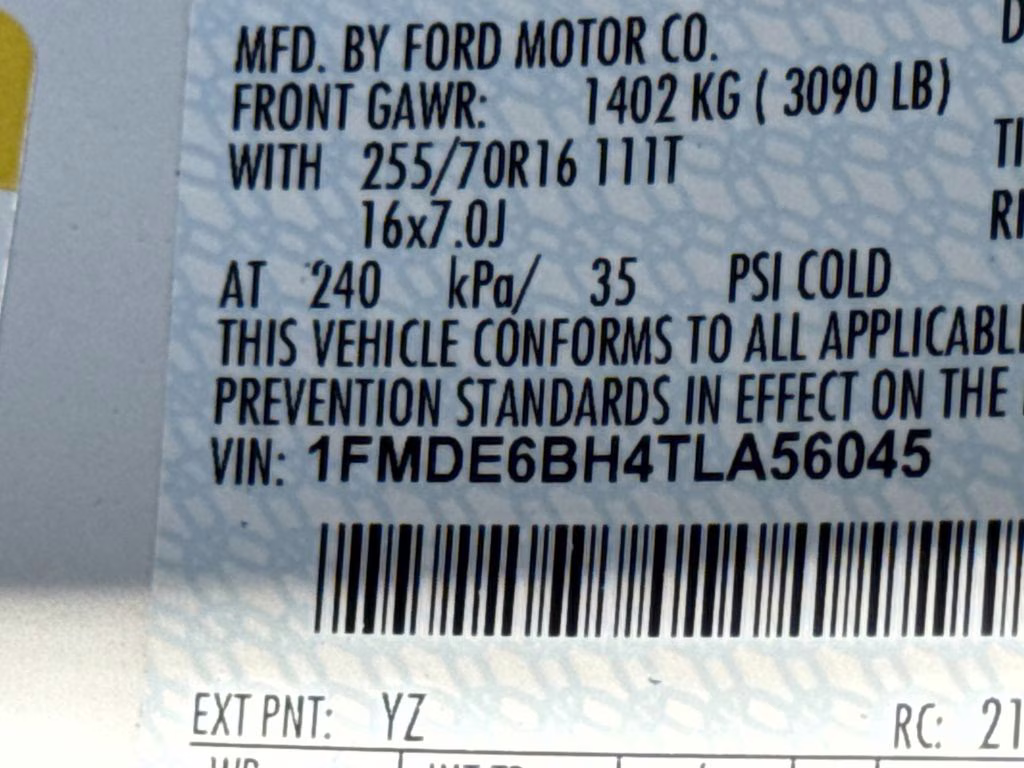 MFD. BY FORD MOTOR CO.
FRONT GAWR: 1402 KG ( 3090 LB)
WITH 255/70R16 111T
16x7.0J
AT 240 kPa/ 35 PSI COLD
THIS VEHICLE CONFORMS TO ALL APPLICABL
PREVENTION STANDARDS IN EFFECT ON THE
VIN: 1FMDE6BH4TLA56045
EXT PNT: YZ RC: 21